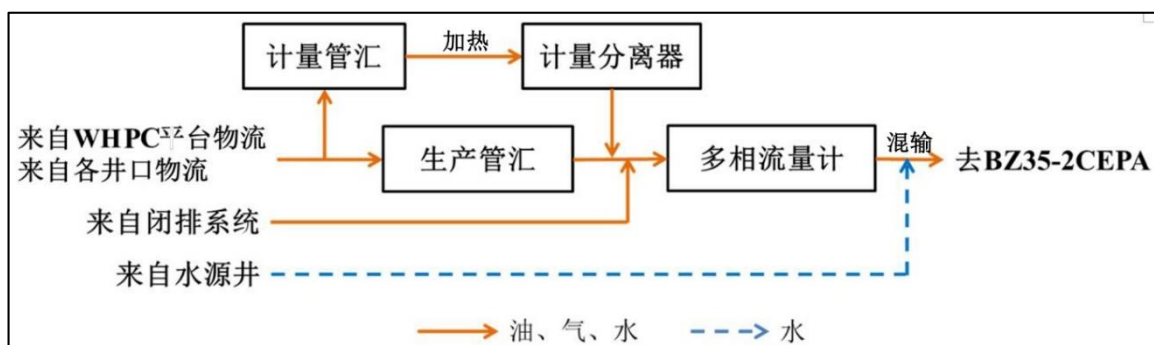 计量管汇
加热
计量分离器
来自WHPC平台物流
来自各井口物流
生产管汇
多相流量计
混输
去BZ35-2CEPA
来自闭排系统
来自水源井
油、气、水
水